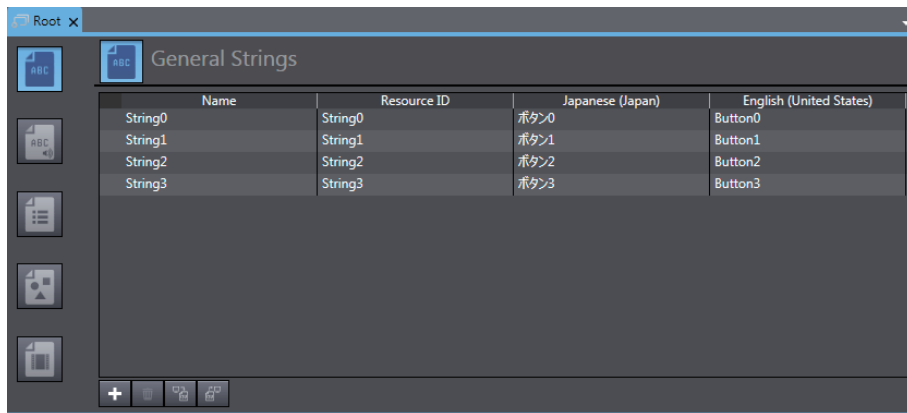 Root
General Strings
ABC
ABC
ABC
Name Resource ID Japanese (Japan) English (United States)
String0 String0 ボタン0 Button0
String1 String1 ボタン1 Button1
String2 String2 ボタン2 Button2
String3 String3 ボタン3 Button3